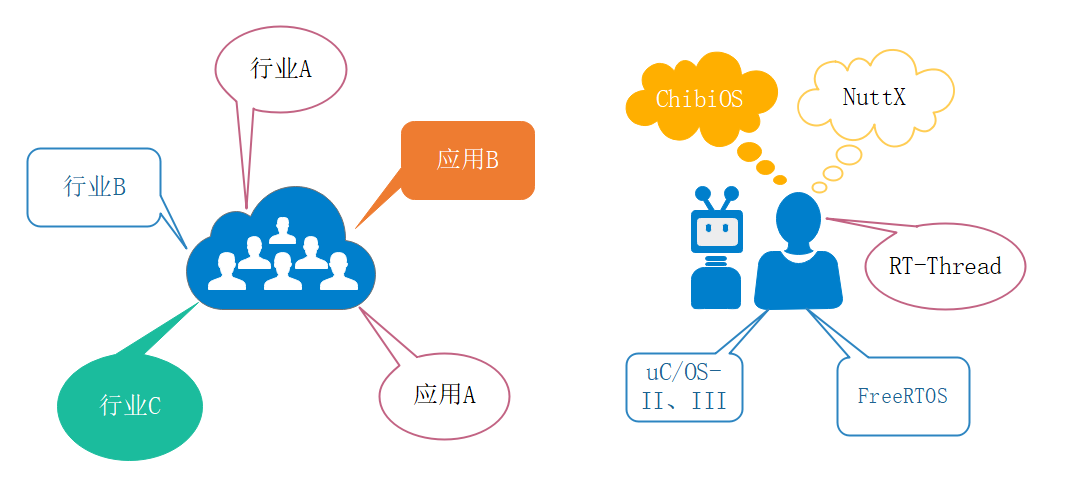 行业A
行业B
应用B
行业C
应用A
ChibiOS
NuttX
RT-Thread
uC/OS-
II、III
FreeRTOS